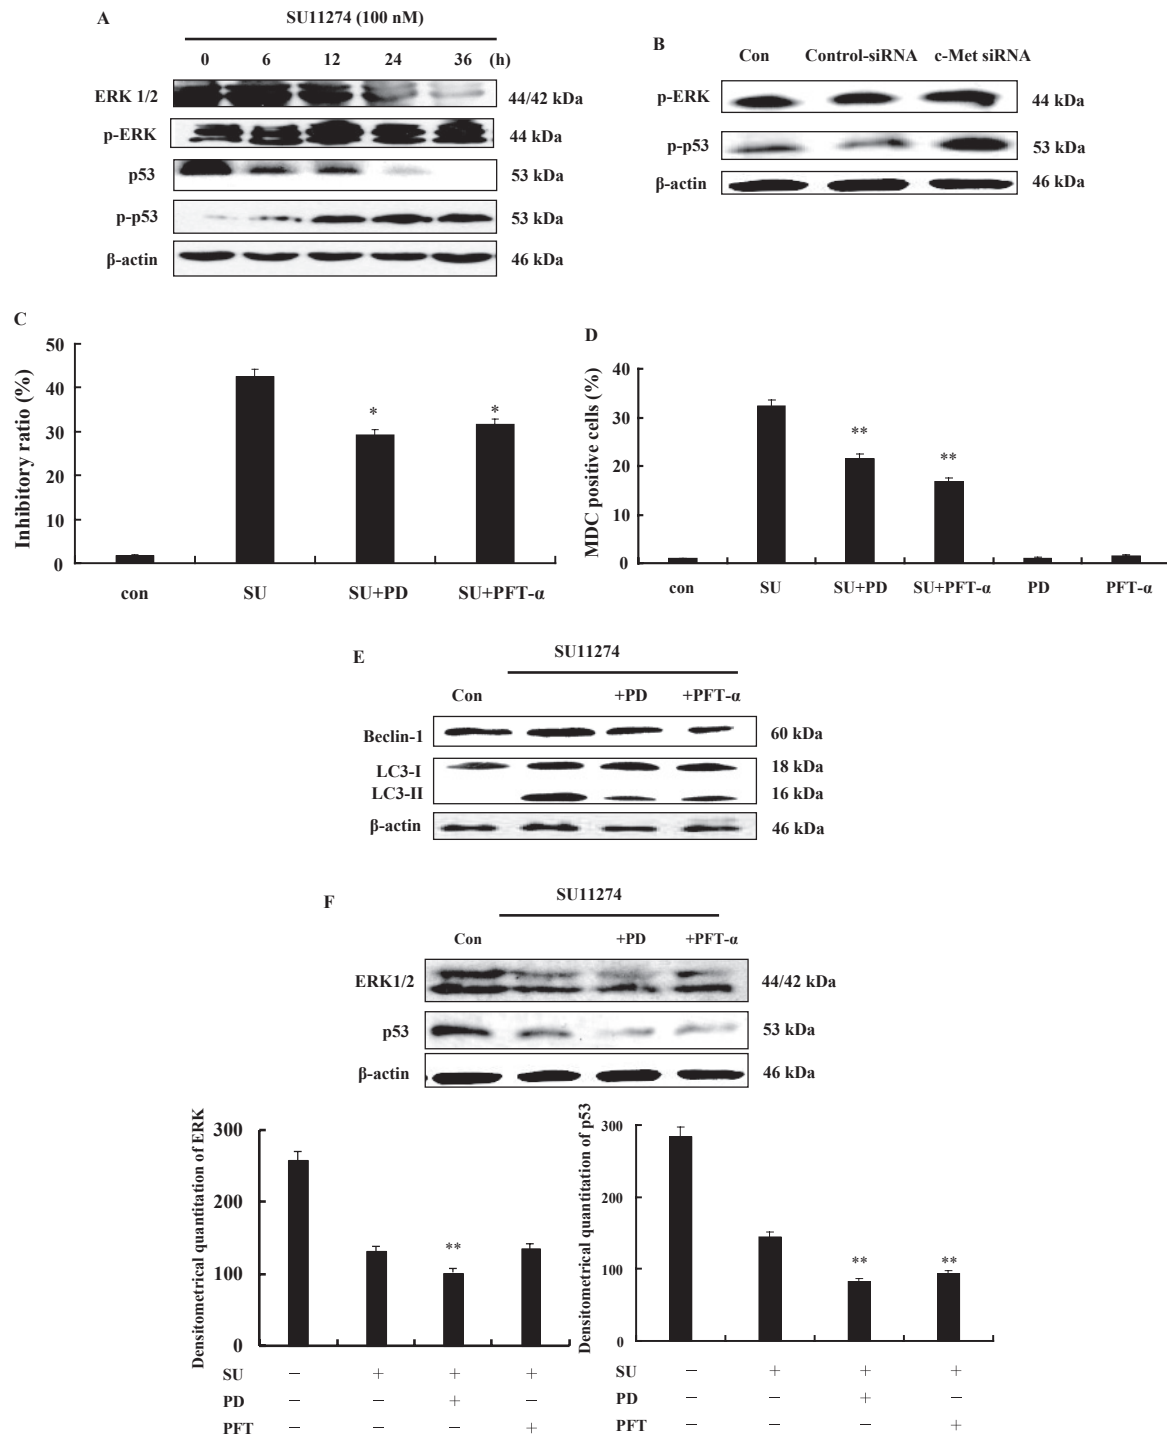 A
SU11274 (100 nM)
0 6 12 24 36 (h)
ERK 1/2 44/42 kDa
p-ERK 44 kDa
p53 53 kDa
p-p53 53 kDa
β-actin 46 kDa
B
Con Control-siRNA c-Met siRNA
p-ERK 44 kDa
p-p53 53 kDa
β-actin 46 kDa
C
Inhibitory ratio (%)
50
40
30
20
10
0
* *
con SU SU+PD SU+PFT-α
D
MDC positive cells (%)
40
30
20
10
0
** **
con SU SU+PD SU+PFT-α PD PFT-α
E
SU11274
Con +PD +PFT-α
Beclin-1 60 kDa
LC3-I 18 kDa
LC3-II 16 kDa
β-actin 46 kDa
F
SU11274
Con +PD +PFT-α
ERK1/2 44/42 kDa
p53 53 kDa
β-actin 46 kDa
Densitometrical quantitation of ERK
300
200
100
0
**
SU − + + +
PD − − + −
PFT − − − +
Densitometrical quantitation of p53
300
200
100
0
** **
SU − + + +
PD − − + −
PFT − − − +